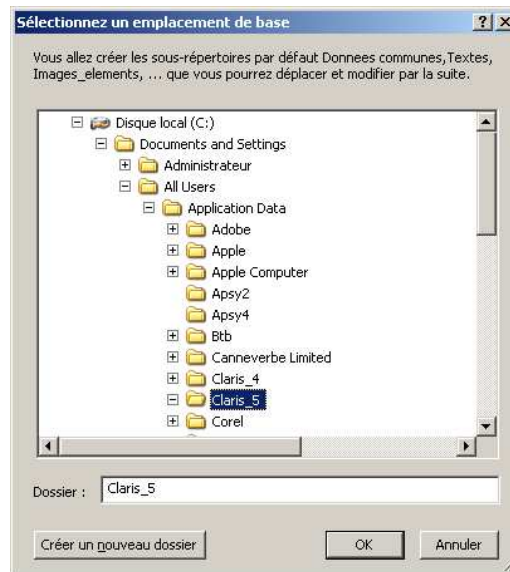 Sélectionnez un emplacement de base
Vous allez créer les sous-répertoires par défaut Donnees communes,Textes,
Images_elements, ... que vous pourrez déplacer et modifier par la suite.
Disque local (C:)
Documents and Settings
Administrateur
All Users
Application Data
Adobe
Apple
Apple Computer
Apsy2
Apsy4
Btb
Canneverbe Limited
Claris_4
Claris_5
Corel
Dossier : Claris_5
Créer un nouveau dossier OK Annuler